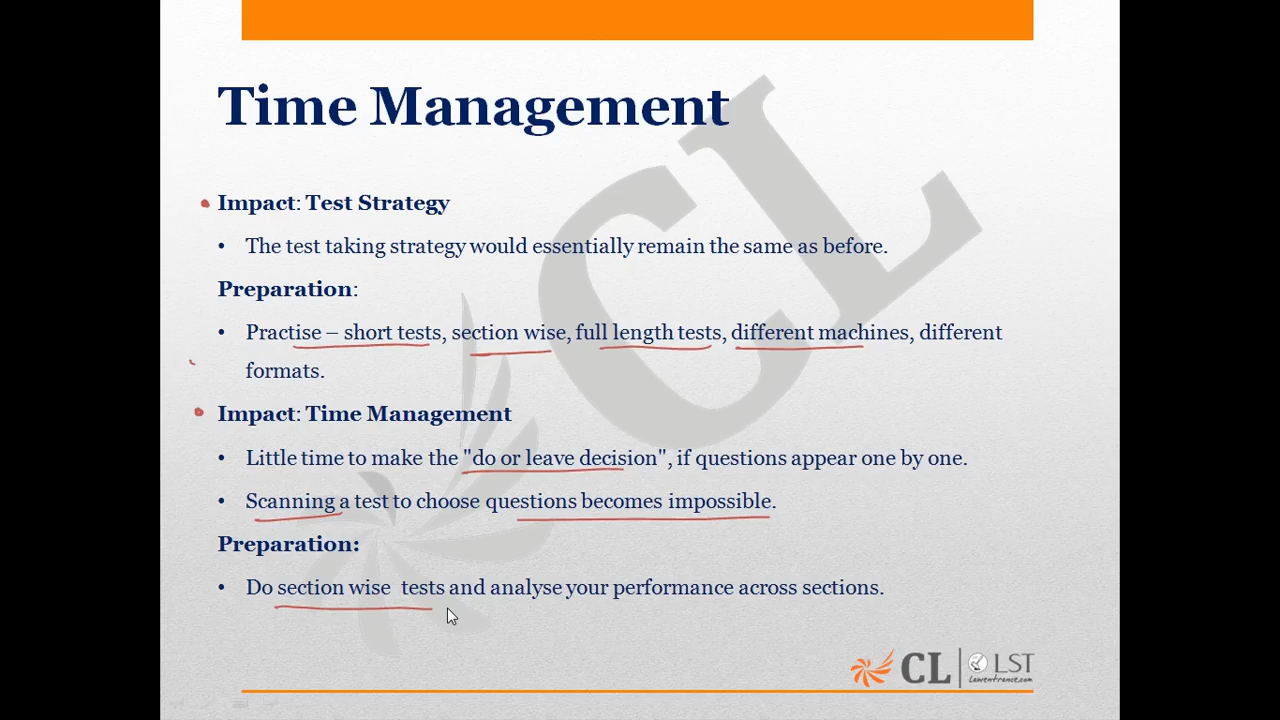 Time Management
Impact: Test Strategy
• The test taking strategy would essentially remain the same as before.
Preparation:
• Practise – short tests, section wise, full length tests, different machines, different
formats.
Impact: Time Management
• Little time to make the "do or leave decision", if questions appear one by one.
• Scanning a test to choose questions becomes impossible.
Preparation:
• Do section wise tests and analyse your performance across sections.
CL
CL | LST
Lawentrance.com